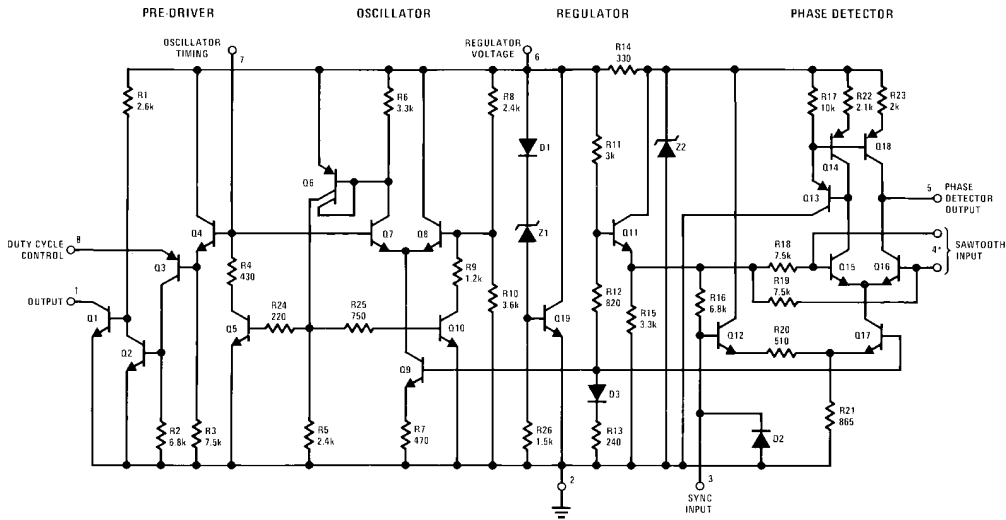 PRE-DRIVER
OSCILLATOR
REGULATOR
PHASE DETECTOR
OSCILLATOR
TIMING
7
REGULATOR
VOLTAGE
6
R14
330
R1
2.6k
R6
3.3k
R8
2.4k
R17
10k
R22
2.1k
R23
2k
D1
R11
3k
Z2
Q14
Q18
Q6
Q13
5
PHASE
DETECTOR
OUTPUT
Z1
Q11
8
DUTY CYCLE
CONTROL
Q4
Q7
Q8
4*
SAWTOOTH
INPUT
R18
7.5k
Q3
R4
430
R9
1.2k
Q15
Q16
R19
7.5k
1
OUTPUT
R10
3.6k
R12
820
R15
3.3k
R16
6.8k
Q1
Q5
R24
220
R25
750
Q10
Q19
Q12
R20
510
Q17
Q2
Q9
D3
R2
6.8k
R3
7.5k
R5
2.4k
R7
470
R26
1.5k
R13
240
D2
R21
865
2
3
SYNC
INPUT